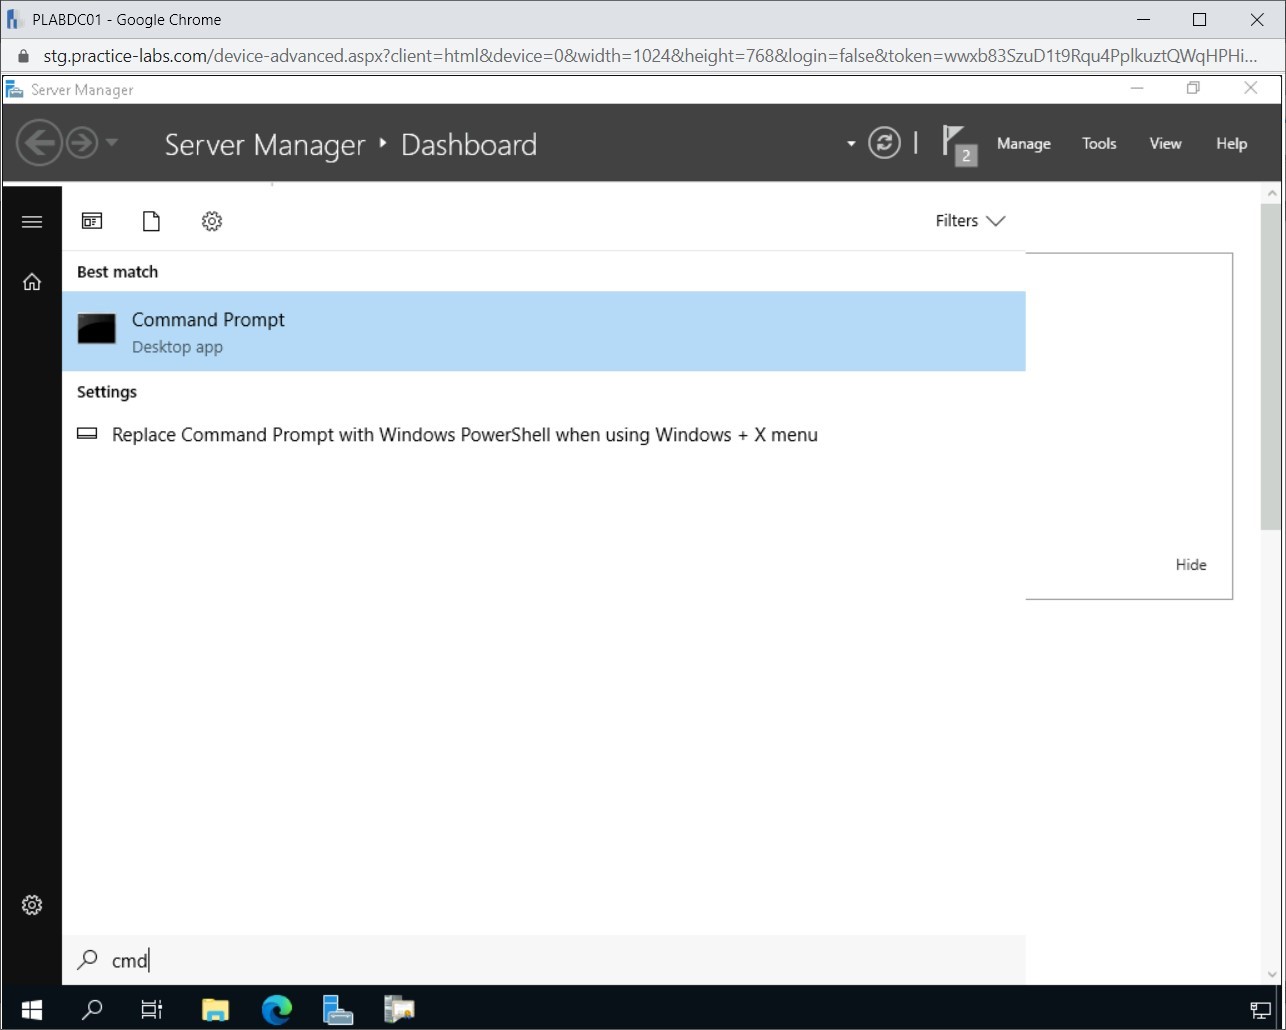 PLABDC01 - Google Chrome
stg.practice-labs.com/device-advanced.aspx?client=html&device=0&width=1024&height=768&login=false&token=wwxb83SzuD1t9Rqu4PplkuztQWqHPHi...
Server Manager
Server Manager Dashboard
2
Manage
Tools
View
Help
Filters
Best match
Command Prompt
Desktop app
Settings
Replace Command Prompt with Windows PowerShell when using Windows + X menu
Hide
cmd